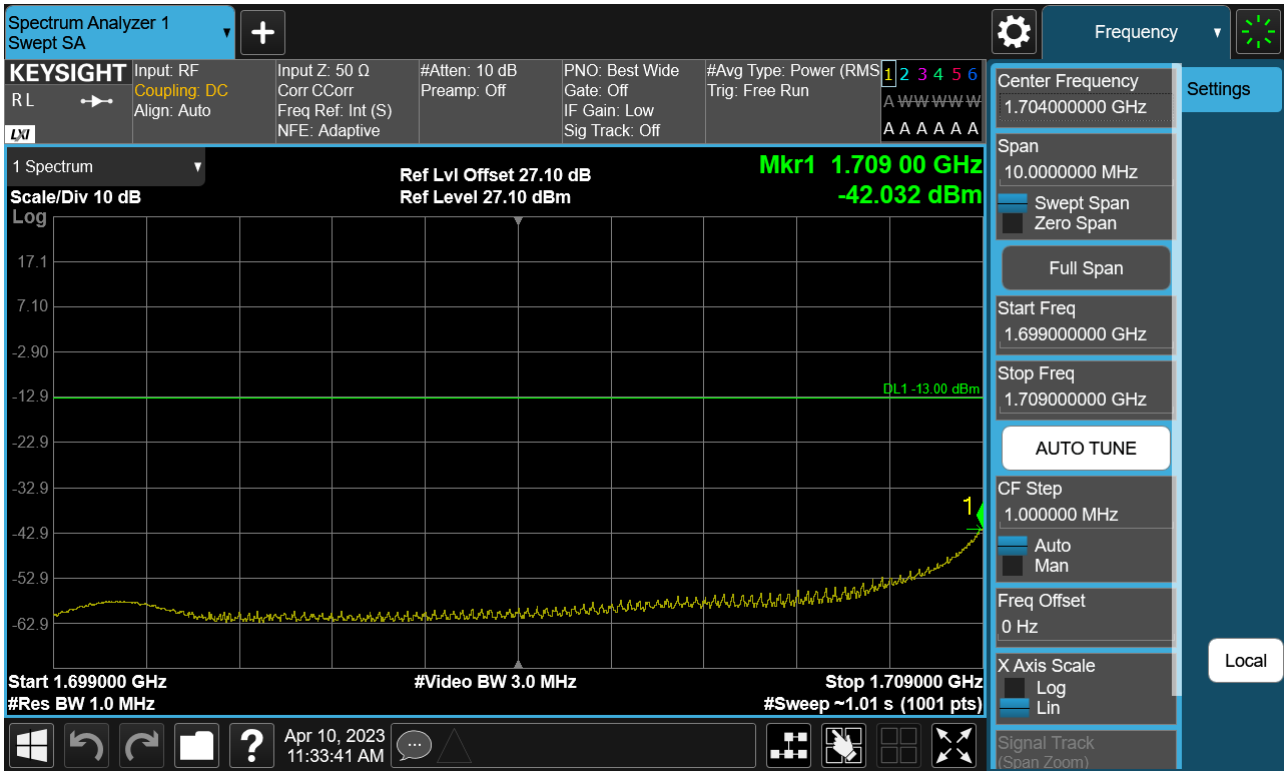 Spectrum Analyzer 1
Swept SA
+
Frequency
KEYSIGHT
R L
LXI
Input: RF
Coupling: DC
Align: Auto
Input Z: 50 Ω
Corr CCorr
Freq Ref: Int (S)
NFE: Adaptive
#Atten: 10 dB
Preamp: Off
PNO: Best Wide
Gate: Off
IF Gain: Low
Sig Track: Off
#Avg Type: Power (RMS
Trig: Free Run
1 2 3 4 5 6
A W W W W W
A A A A A A
1 Spectrum
Scale/Div 10 dB
Log
Ref Lvl Offset 27.10 dB
Ref Level 27.10 dBm
Mkr1 1.709 00 GHz
-42.032 dBm
17.1
7.10
-2.90
-12.9
-22.9
-32.9
-42.9
-52.9
-62.9
DL1 -13.00 dBm
1
Start 1.699000 GHz
#Res BW 1.0 MHz
#Video BW 3.0 MHz
Stop 1.709000 GHz
#Sweep ~1.01 s (1001 pts)
Center Frequency
1.704000000 GHz
Span
10.0000000 MHz
Swept Span
Zero Span
Full Span
Start Freq
1.699000000 GHz
Stop Freq
1.709000000 GHz
AUTO TUNE
CF Step
1.000000 MHz
Auto
Man
Freq Offset
0 Hz
X Axis Scale
Log
Lin
Signal Track
(Span Zoom)
Settings
Local
?
Apr 10, 2023
11:33:41 AM